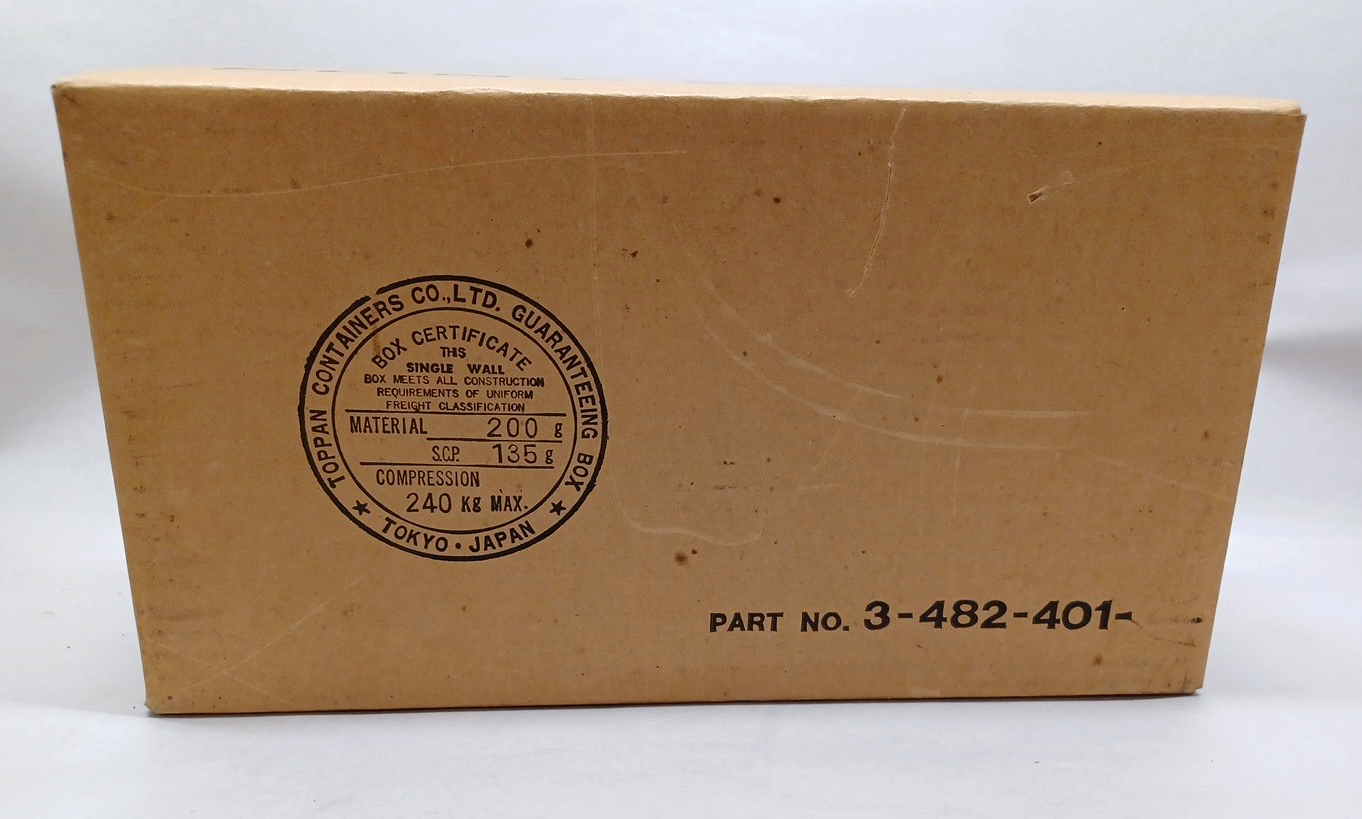 TOPPAN CONTAINERS CO.,LTD. GUARANTEEING BOX
BOX CERTIFICATE
THIS
SINGLE WALL
BOX MEETS ALL CONSTRUCTION
REQUIREMENTS OF UNIFORM
FREIGHT CLASSIFICATION
MATERIAL 200 g
S.C.P. 135 g
COMPRESSION
240 Kg MAX.
★ TOKYO • JAPAN ★
PART NO. 3-482-401-